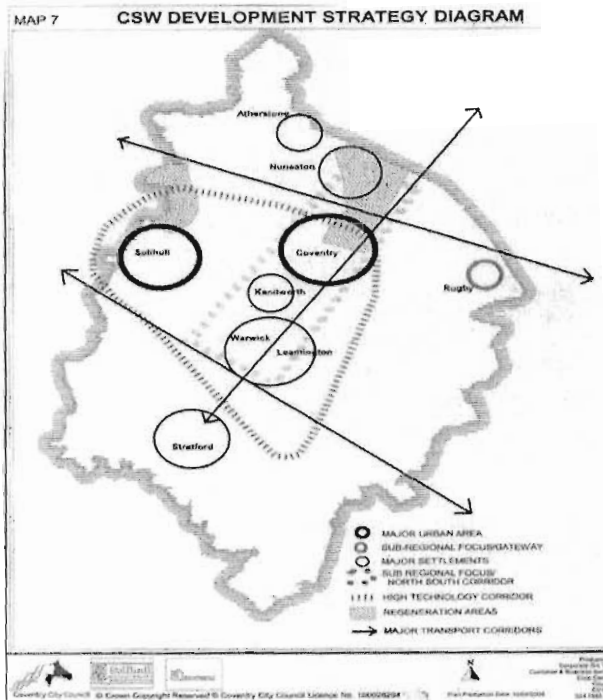 MAP 7
CSW DEVELOPMENT STRATEGY DIAGRAM
Atherstone
Nuneaton
Solihull
Coventry
Kenilworth
Rugby
Warwick
Leamington
Stratford
MAJOR URBAN AREA
SUB-REGIONAL FOCUS/GATEWAY
MAJOR SETTLEMENTS
SUB REGIONAL FOCUS/
NORTH SOUTH CORRIDOR
HIGH TECHNOLOGY CORRIDOR
REGENERATION AREAS
MAJOR TRANSPORT CORRIDORS
N
Coventry City Council © Crown Copyright Reserved © Coventry City Council Licence No.